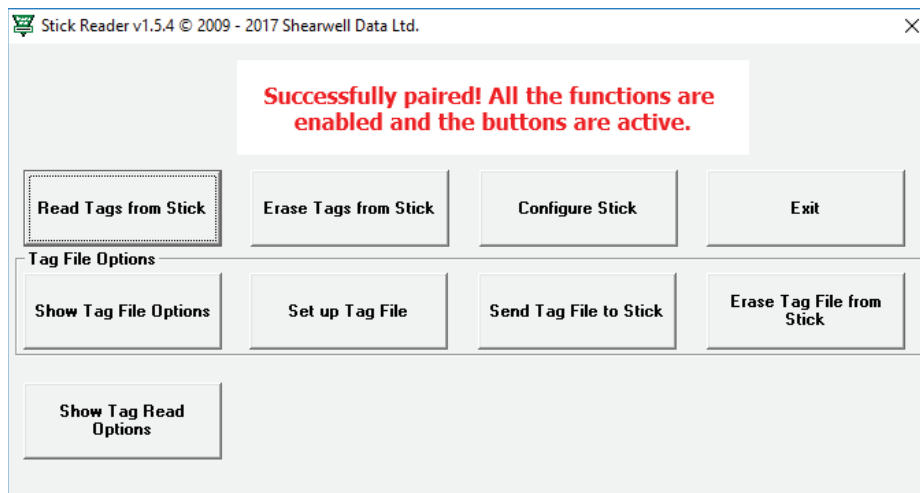 Stick Reader v1.5.4 © 2009 - 2017 Shearwell Data Ltd.
Successfully paired! All the functions are
enabled and the buttons are active.
Read Tags from Stick
Erase Tags from Stick
Configure Stick
Exit
Tag File Options
Show Tag File Options
Set up Tag File
Send Tag File to Stick
Erase Tag File from
Stick
Show Tag Read
Options